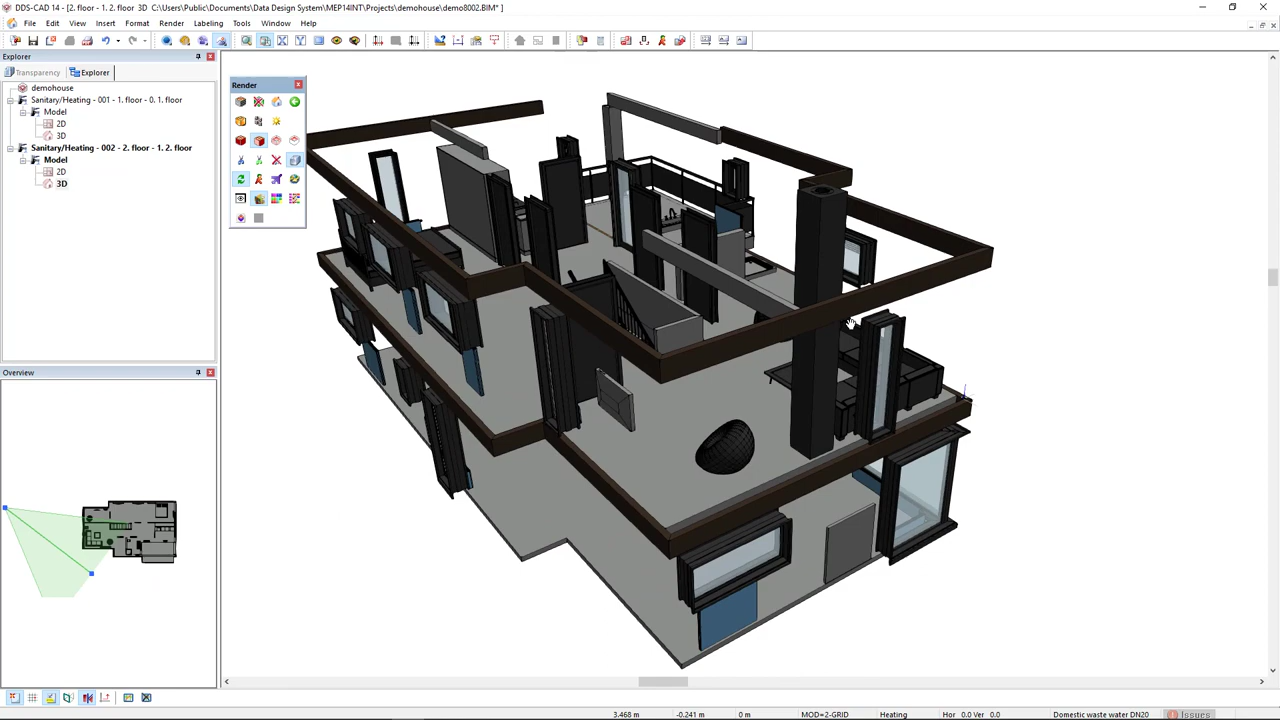 DDS-CAD 14 - [2. floor - 1. 2. floor 3D C:\Users\Public\Documents\Data Design System\MEP14INT\Projects\demohouse\demo8002.BIM* ]
File Edit View Insert Format Render Labeling Tools Window Help
Explorer
Transparency Explorer
demohouse
Sanitary/Heating - 001 - 1. floor - 0. 1. floor
Model
2D
3D
Sanitary/Heating - 002 - 2. floor - 1. 2. floor
Model
2D
3D
Overview
Render
3.468 m -0.241 m 0 m MOD=2-GRID Heating Hor 0.0 Ver 0.0 Domestic waste water DN20 Issues